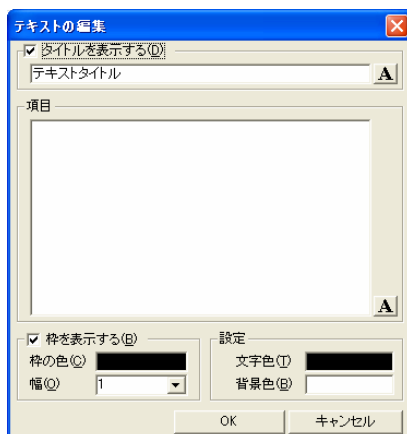 テキストの編集
タイトルを表示する(D)
テキストタイトル
A
項目
A
枠を表示する(B)
枠の色(C)
幅(O)
1
設定
文字色(T)
背景色(B)
OK
キャンセル